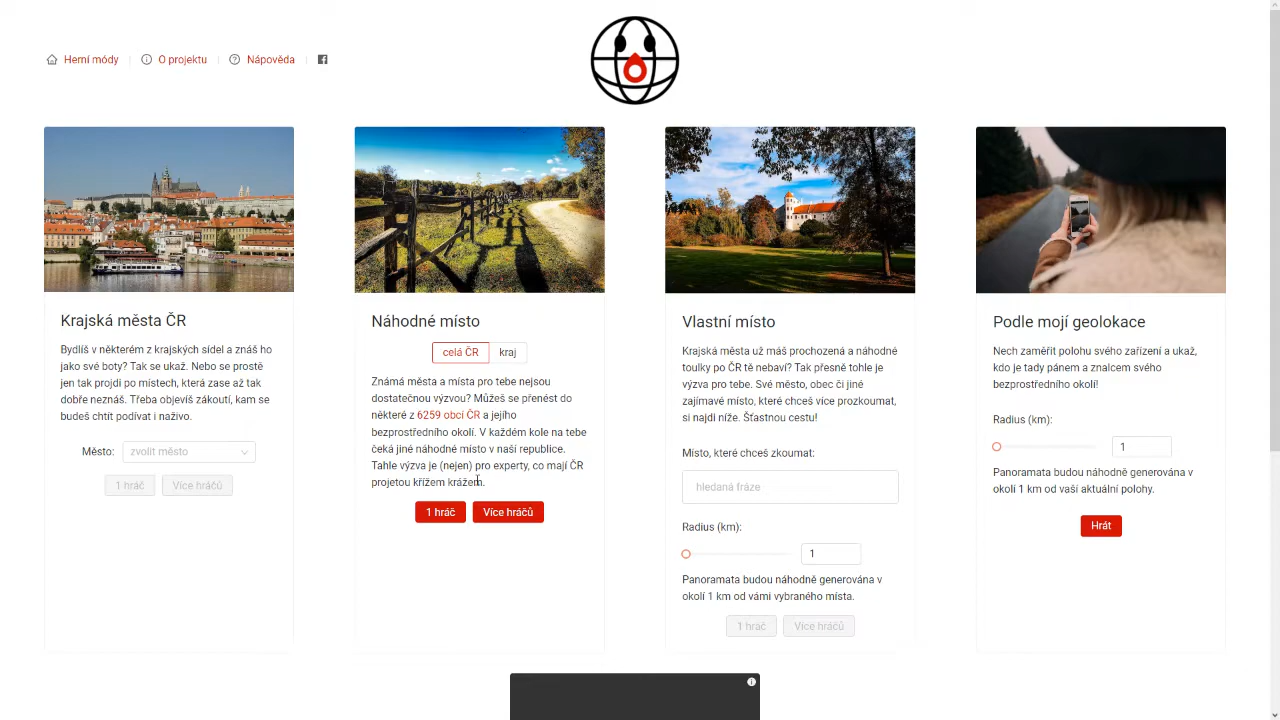 Herní módy
O projektu
Nápověda
Krajská města ČR
Bydlíš v některém z krajských sídel a znáš ho
jako své boty? Tak se ukaž. Nebo se prostě
jen tak projdi po místech, která zase až tak
dobře neznáš. Třeba objevíš zákoutí, kam se
budeš chtít podívat i naživo.
Město:
zvolit město
1 hráč
Více hráčů
Náhodné místo
celá ČR
kraj
Známá města a místa pro tebe nejsou
dostatečnou výzvou? Můžeš se přenést do
některé z 6259 obcí ČR a jejího
bezprostředního okolí. V každém kole na tebe
čeká jiné náhodné místo v naší republice.
Tahle výzva je (nejen) pro experty, co mají ČR
projetou křížem krážem.
1 hráč
Více hráčů
Vlastní místo
Krajská města už máš prochozená a náhodné
toulky po ČR tě nebaví? Tak přesně tohle je
výzva pro tebe. Své město, obec či jiné
zajímavé místo, které chceš více prozkoumat,
si najdi níže. Šťastnou cestu!
Místo, které chceš zkoumat:
hledaná fráze
Radius (km):
1
Panoramata budou náhodně generována v
okolí 1 km od vámi vybraného místa.
1 hráč
Více hráčů
Podle mojí geolokace
Nech zaměřit polohu svého zařízení a ukaž,
kdo je tady pánem a znalcem svého
bezprostředního okolí!
Radius (km):
1
Panoramata budou náhodně generována v
okolí 1 km od vaší aktuální polohy.
Hrát